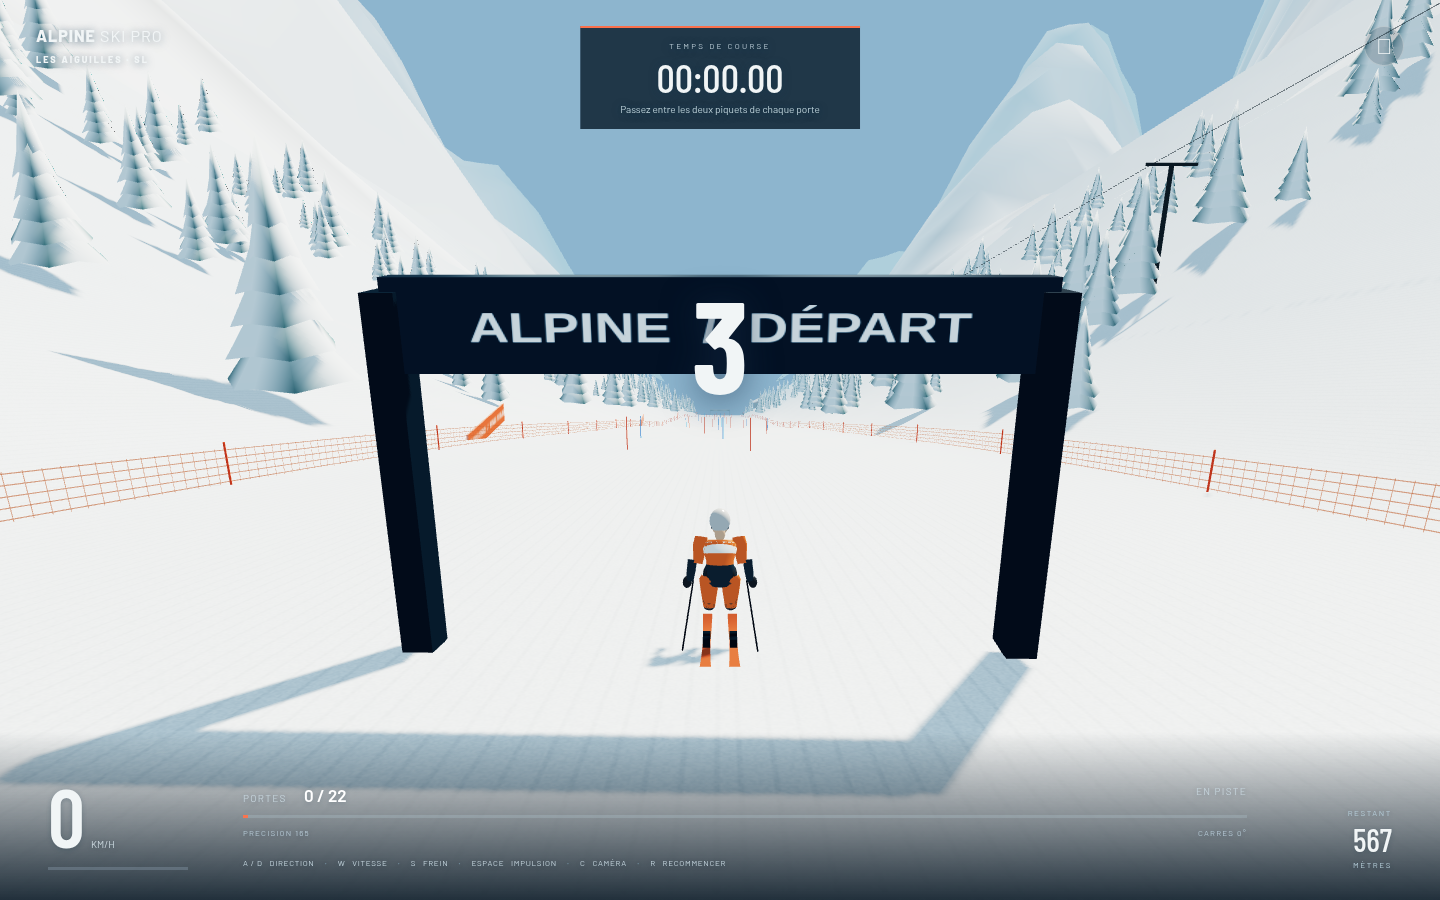 ALPINE SKI PRO
LES AIGUILLES · SL
TEMPS DE COURSE
00:00.00
Passez entre les deux piquets de chaque porte
ALPINE / DÉPART
3
PORTES 0 / 22
EN PISTE
0 KM/H
PRECISION 165
CARRES 0°
A / D DIRECTION · W VITESSE · S FREIN · ESPACE IMPULSION · C CAMÉRA · R RECOMMENCER
RESTANT
567
MÈTRES